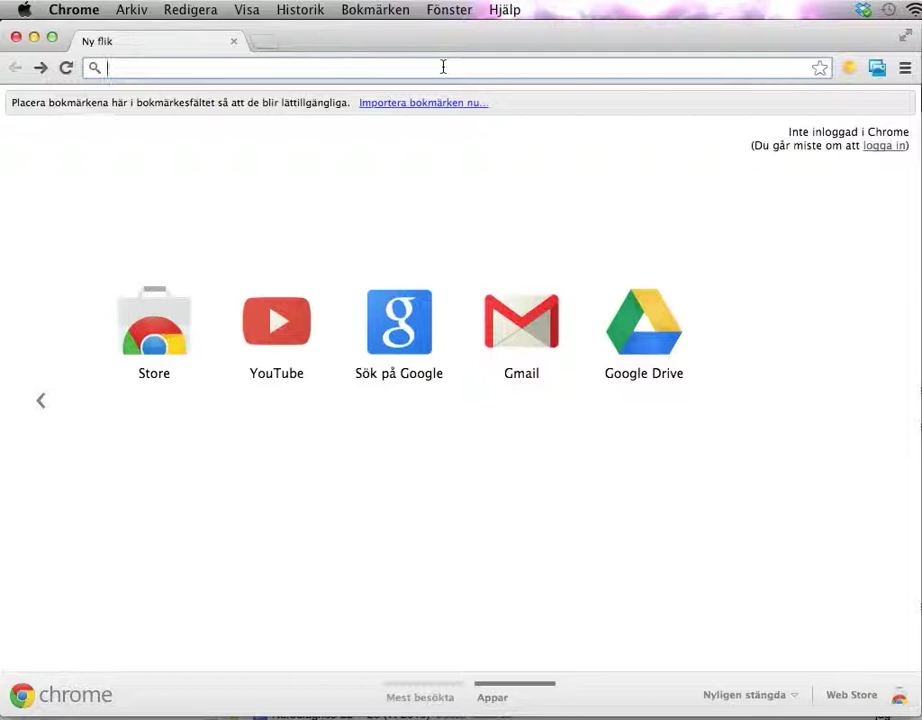 Chrome Arkiv Redigera Visa Historik Bokmärken Fönster Hjälp
Ny flik
Placera bokmärkena här i bokmärkesfältet så att de blir lättillgängliga. Importera bokmärken nu...
Inte inloggad i Chrome
(Du går miste om att logga in)
Store YouTube Sök på Google Gmail Google Drive
chrome Mest besökta Appar Nyligen stängda Web Store